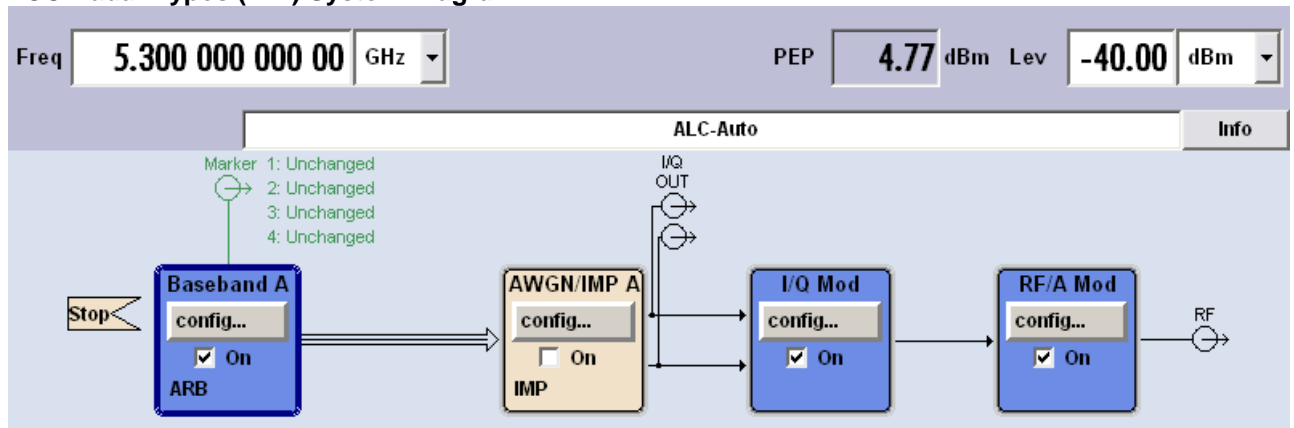 Freq 5.300 000 000 00 GHz PEP 4.77 dBm Lev -40.00 dBm
ALC-Auto Info
Marker 1: Unchanged
2: Unchanged
3: Unchanged
4: Unchanged
I/Q
OUT
Stop
Baseband A
config...
On
ARB
AWGN/IMP A
config...
On
IMP
I/Q Mod
config...
On
RF/A Mod
config...
On
RF